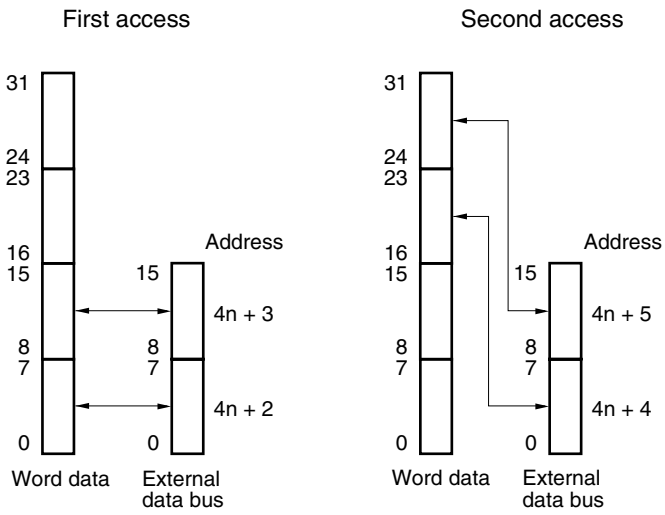 First access
31
24
23
16
15
8
7
0
Address
15
8
7
0
4n + 3
4n + 2
Word data
External
data bus
Second access
31
24
23
16
15
8
7
0
Address
15
8
7
0
4n + 5
4n + 4
Word data
External
data bus